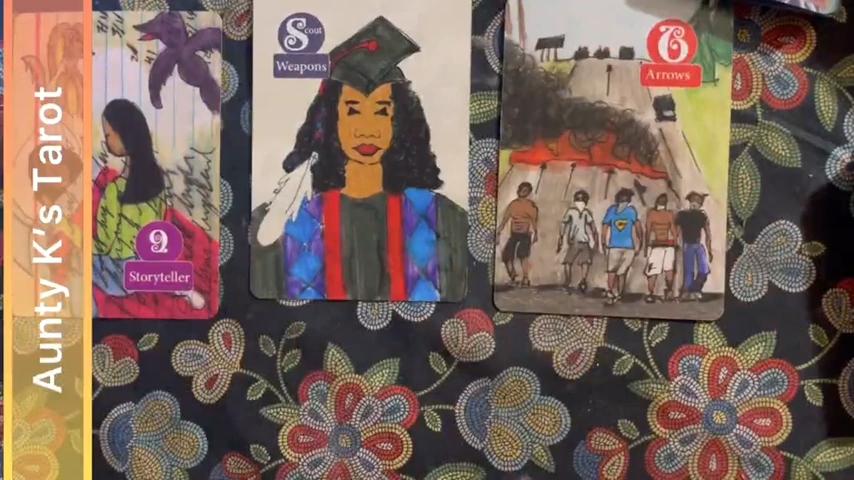 Aunty K's Tarot
9
Storyteller
Scout
Weapons
6
Arrows